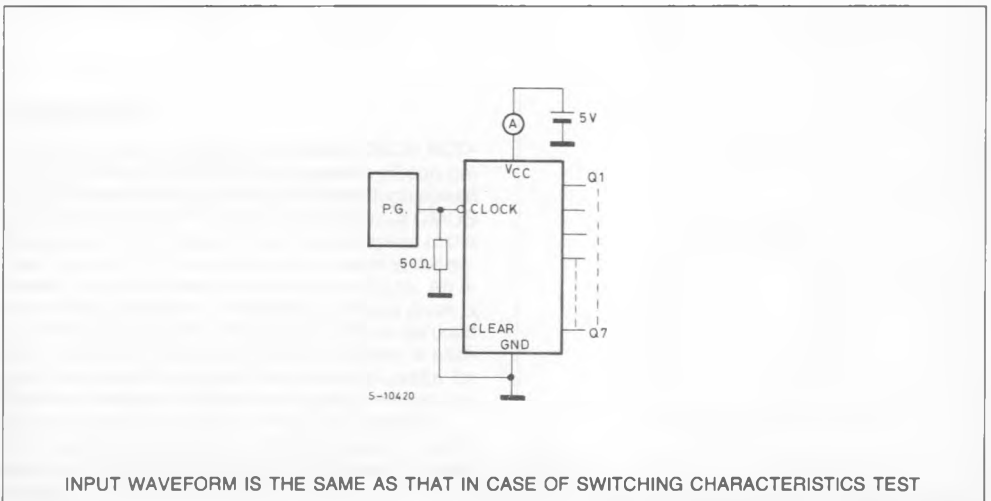 5V
A
VCC
Q1
P.G.
CLOCK
50Ω
CLEAR
Q7
GND
S-10420
INPUT WAVEFORM IS THE SAME AS THAT IN CASE OF SWITCHING CHARACTERISTICS TEST